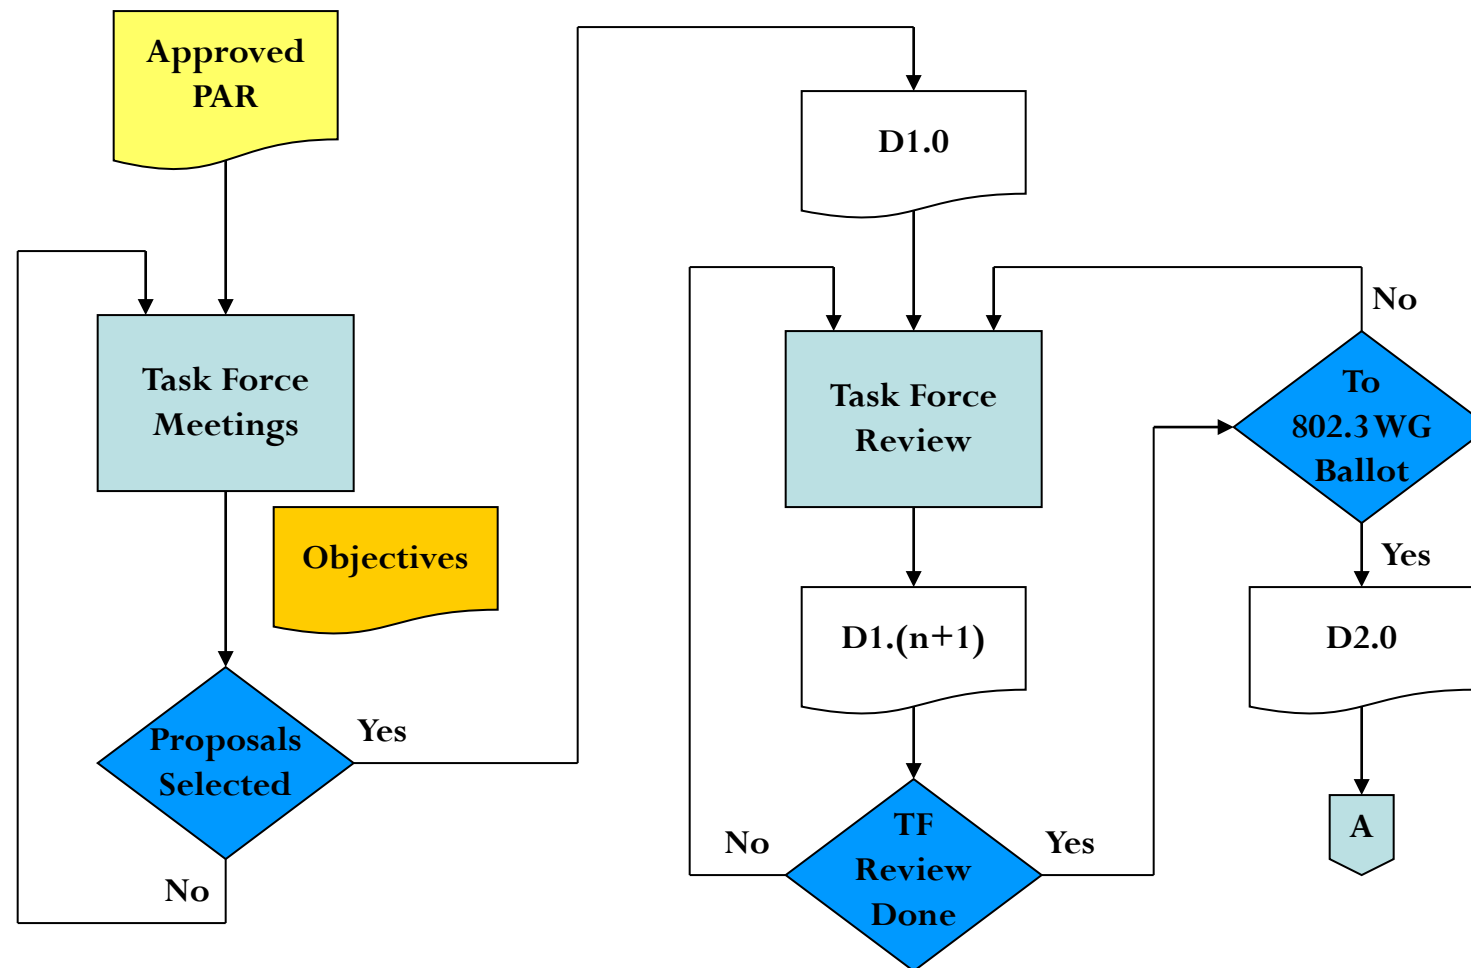 Approved
PAR
Task Force
Meetings
Objectives
Proposals
Selected
Yes
No
D1.0
Task Force
Review
D1.(n+1)
TF
Review
Done
No
Yes
To
802.3 WG
Ballot
No
Yes
D2.0
A